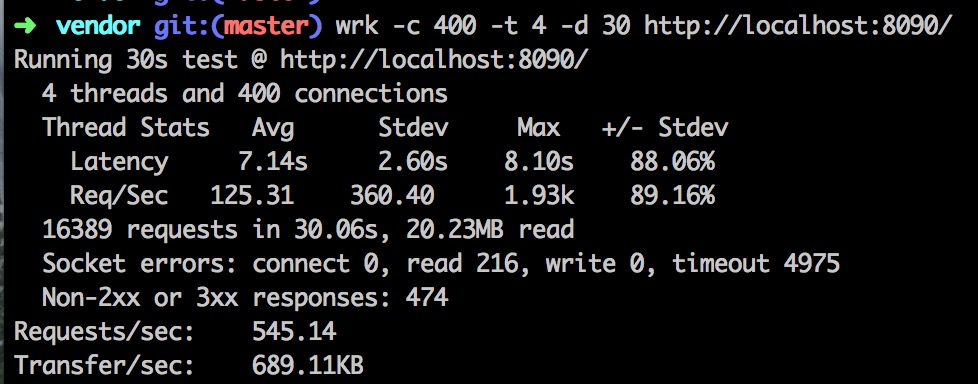 ➜  vendor git:(master) wrk -c 400 -t 4 -d 30 http://localhost:8090/
Running 30s test @ http://localhost:8090/
  4 threads and 400 connections
  Thread Stats   Avg      Stdev     Max   +/- Stdev
    Latency     7.14s     2.60s    8.10s    88.06%
    Req/Sec   125.31    360.40     1.93k    89.16%
  16389 requests in 30.06s, 20.23MB read
  Socket errors: connect 0, read 216, write 0, timeout 4975
  Non-2xx or 3xx responses: 474
Requests/sec:    545.14
Transfer/sec:    689.11KB